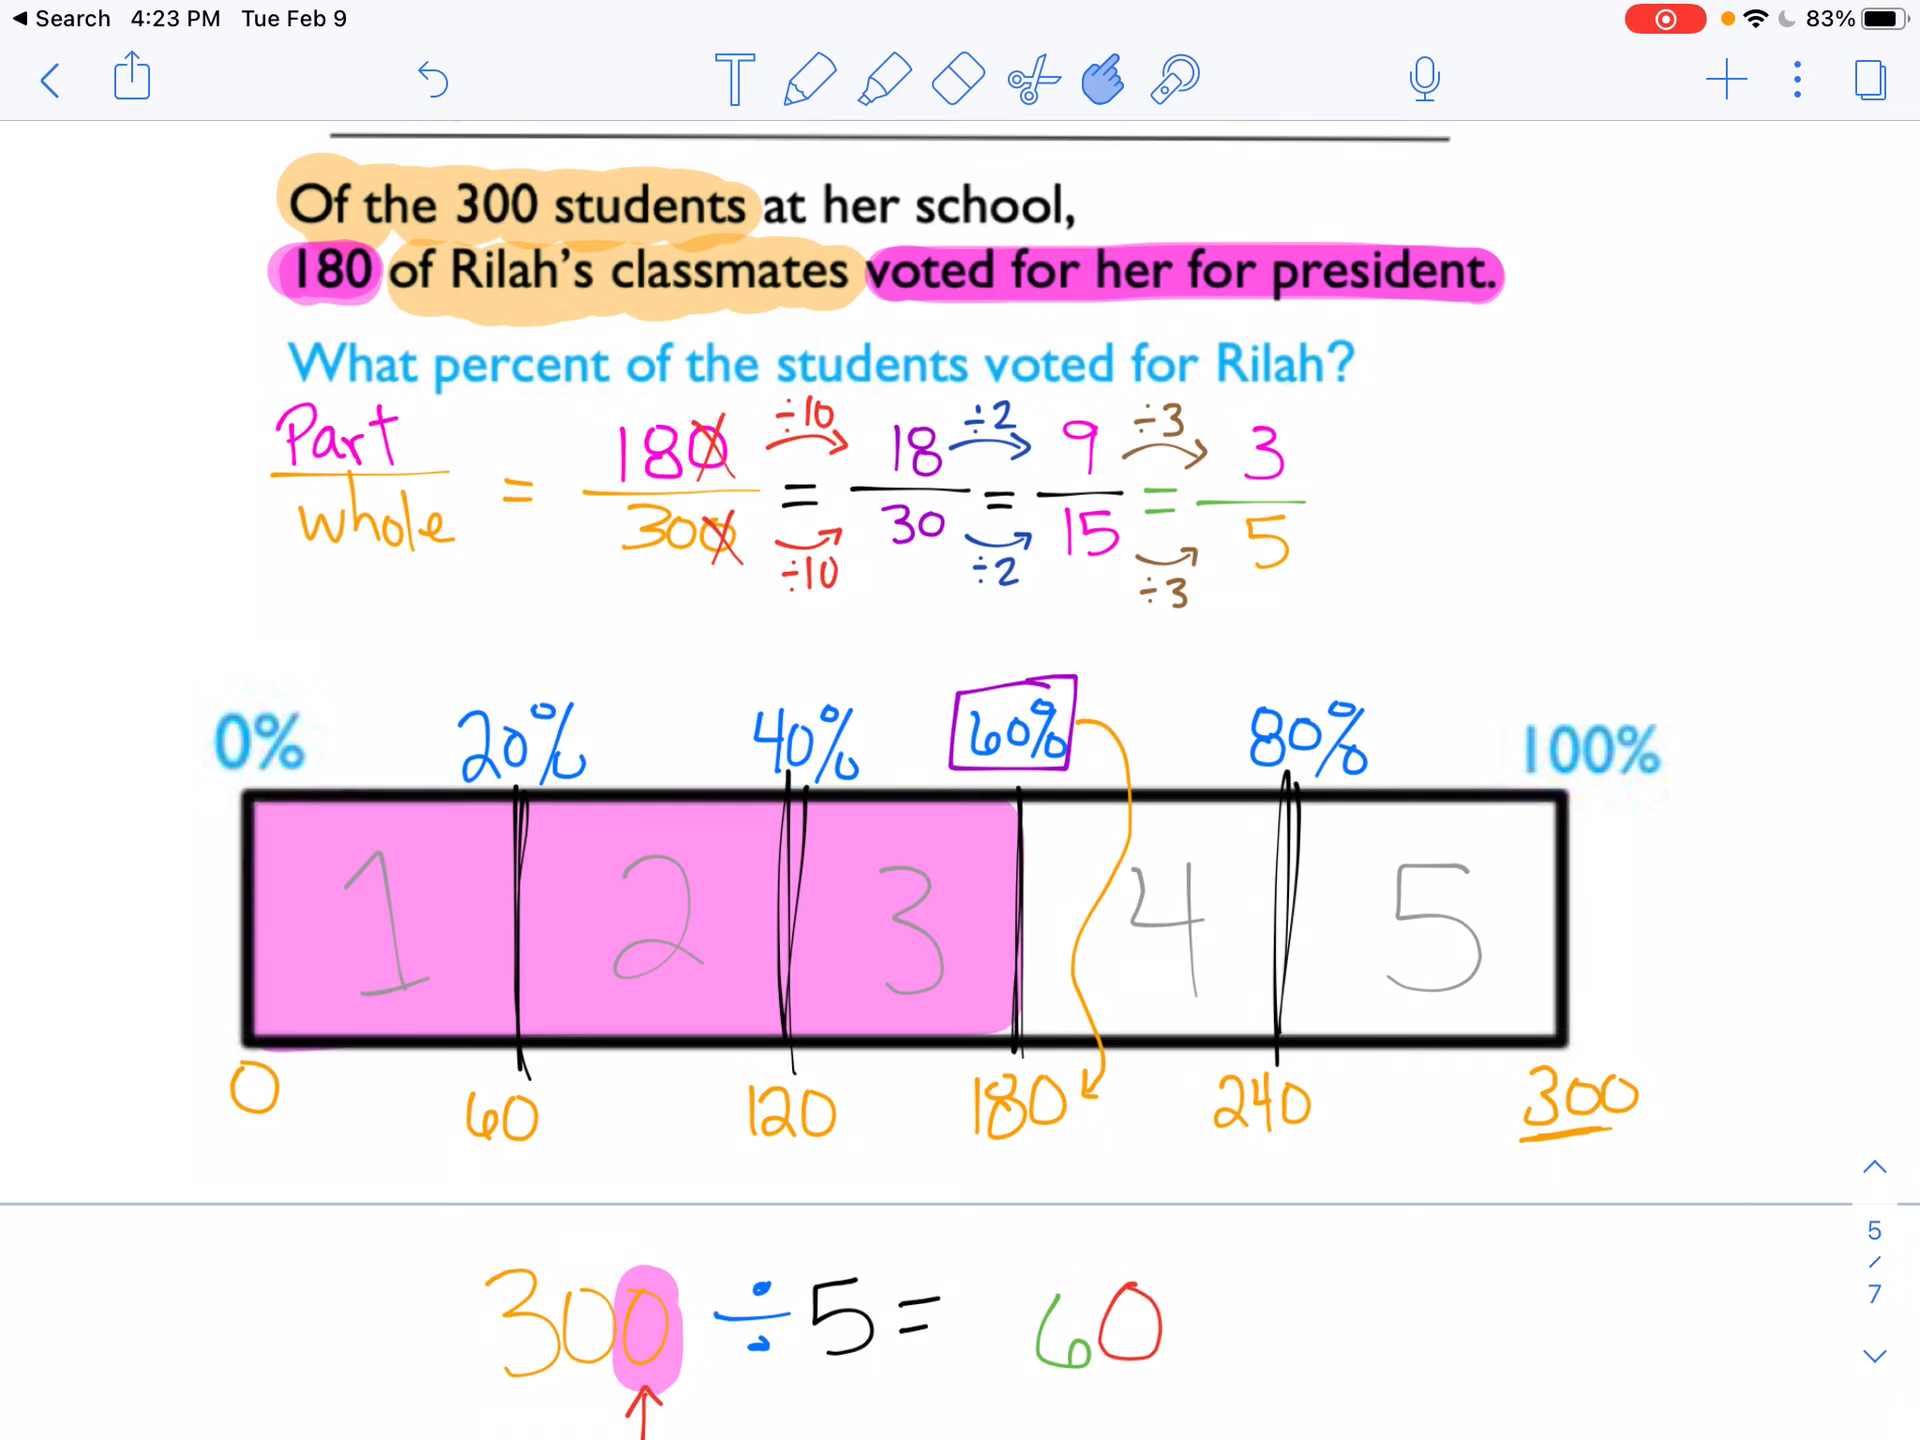 Search 4:23 PM Tue Feb 9 83%
T
Of the 300 students at her school,
180 of Rilah's classmates voted for her for president.
What percent of the students voted for Rilah?
÷10 ÷2 ÷3
Part 180 18 9 3
= = = =
whole 300 30 15 5
÷10 ÷2 ÷3
0% 20% 40% 60% 80% 100%
1 2 3 4 5
0 60 120 180 240 300
5
/
7
300 ÷ 5 = 60